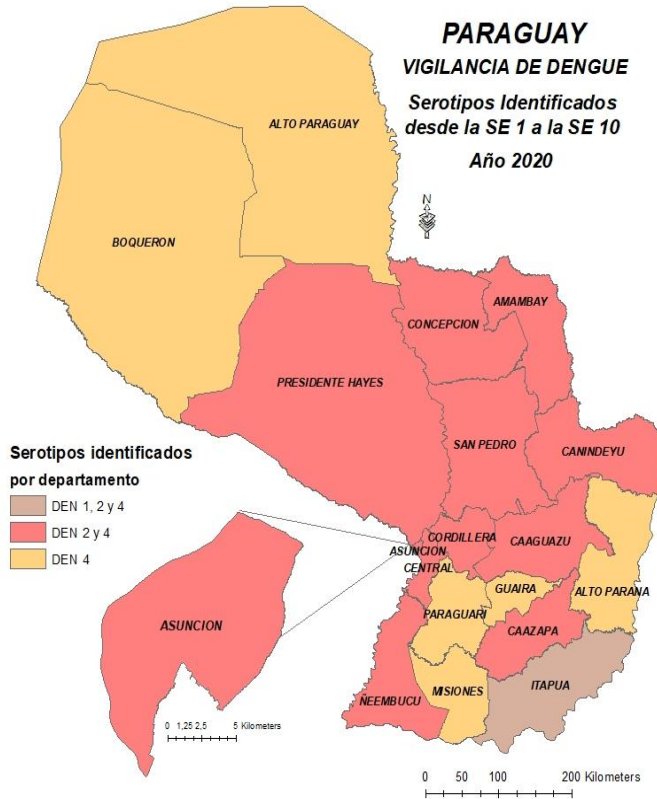 PARAGUAY
VIGILANCIA DE DENGUE
Serotipos Identificados
desde la SE 1 a la SE 10
Año 2020
N
ALTO PARAGUAY
BOQUERON
AMAMBAY
CONCEPCION
PRESIDENTE HAYES
SAN PEDRO
CANINDEYU
Serotipos identificados
por departamento
DEN 1, 2 y 4
DEN 2 y 4
DEN 4
CORDILLERA
CAAGUAZU
ASUNCION
CENTRAL
GUAIRA
ALTO PARANA
PARAGUARI
CAAZAPA
ASUNCION
ITAPUA
MISIONES
ÑEEMBUCU
0 1,25 2,5 5 Kilometers
0 50 100 200 Kilometers